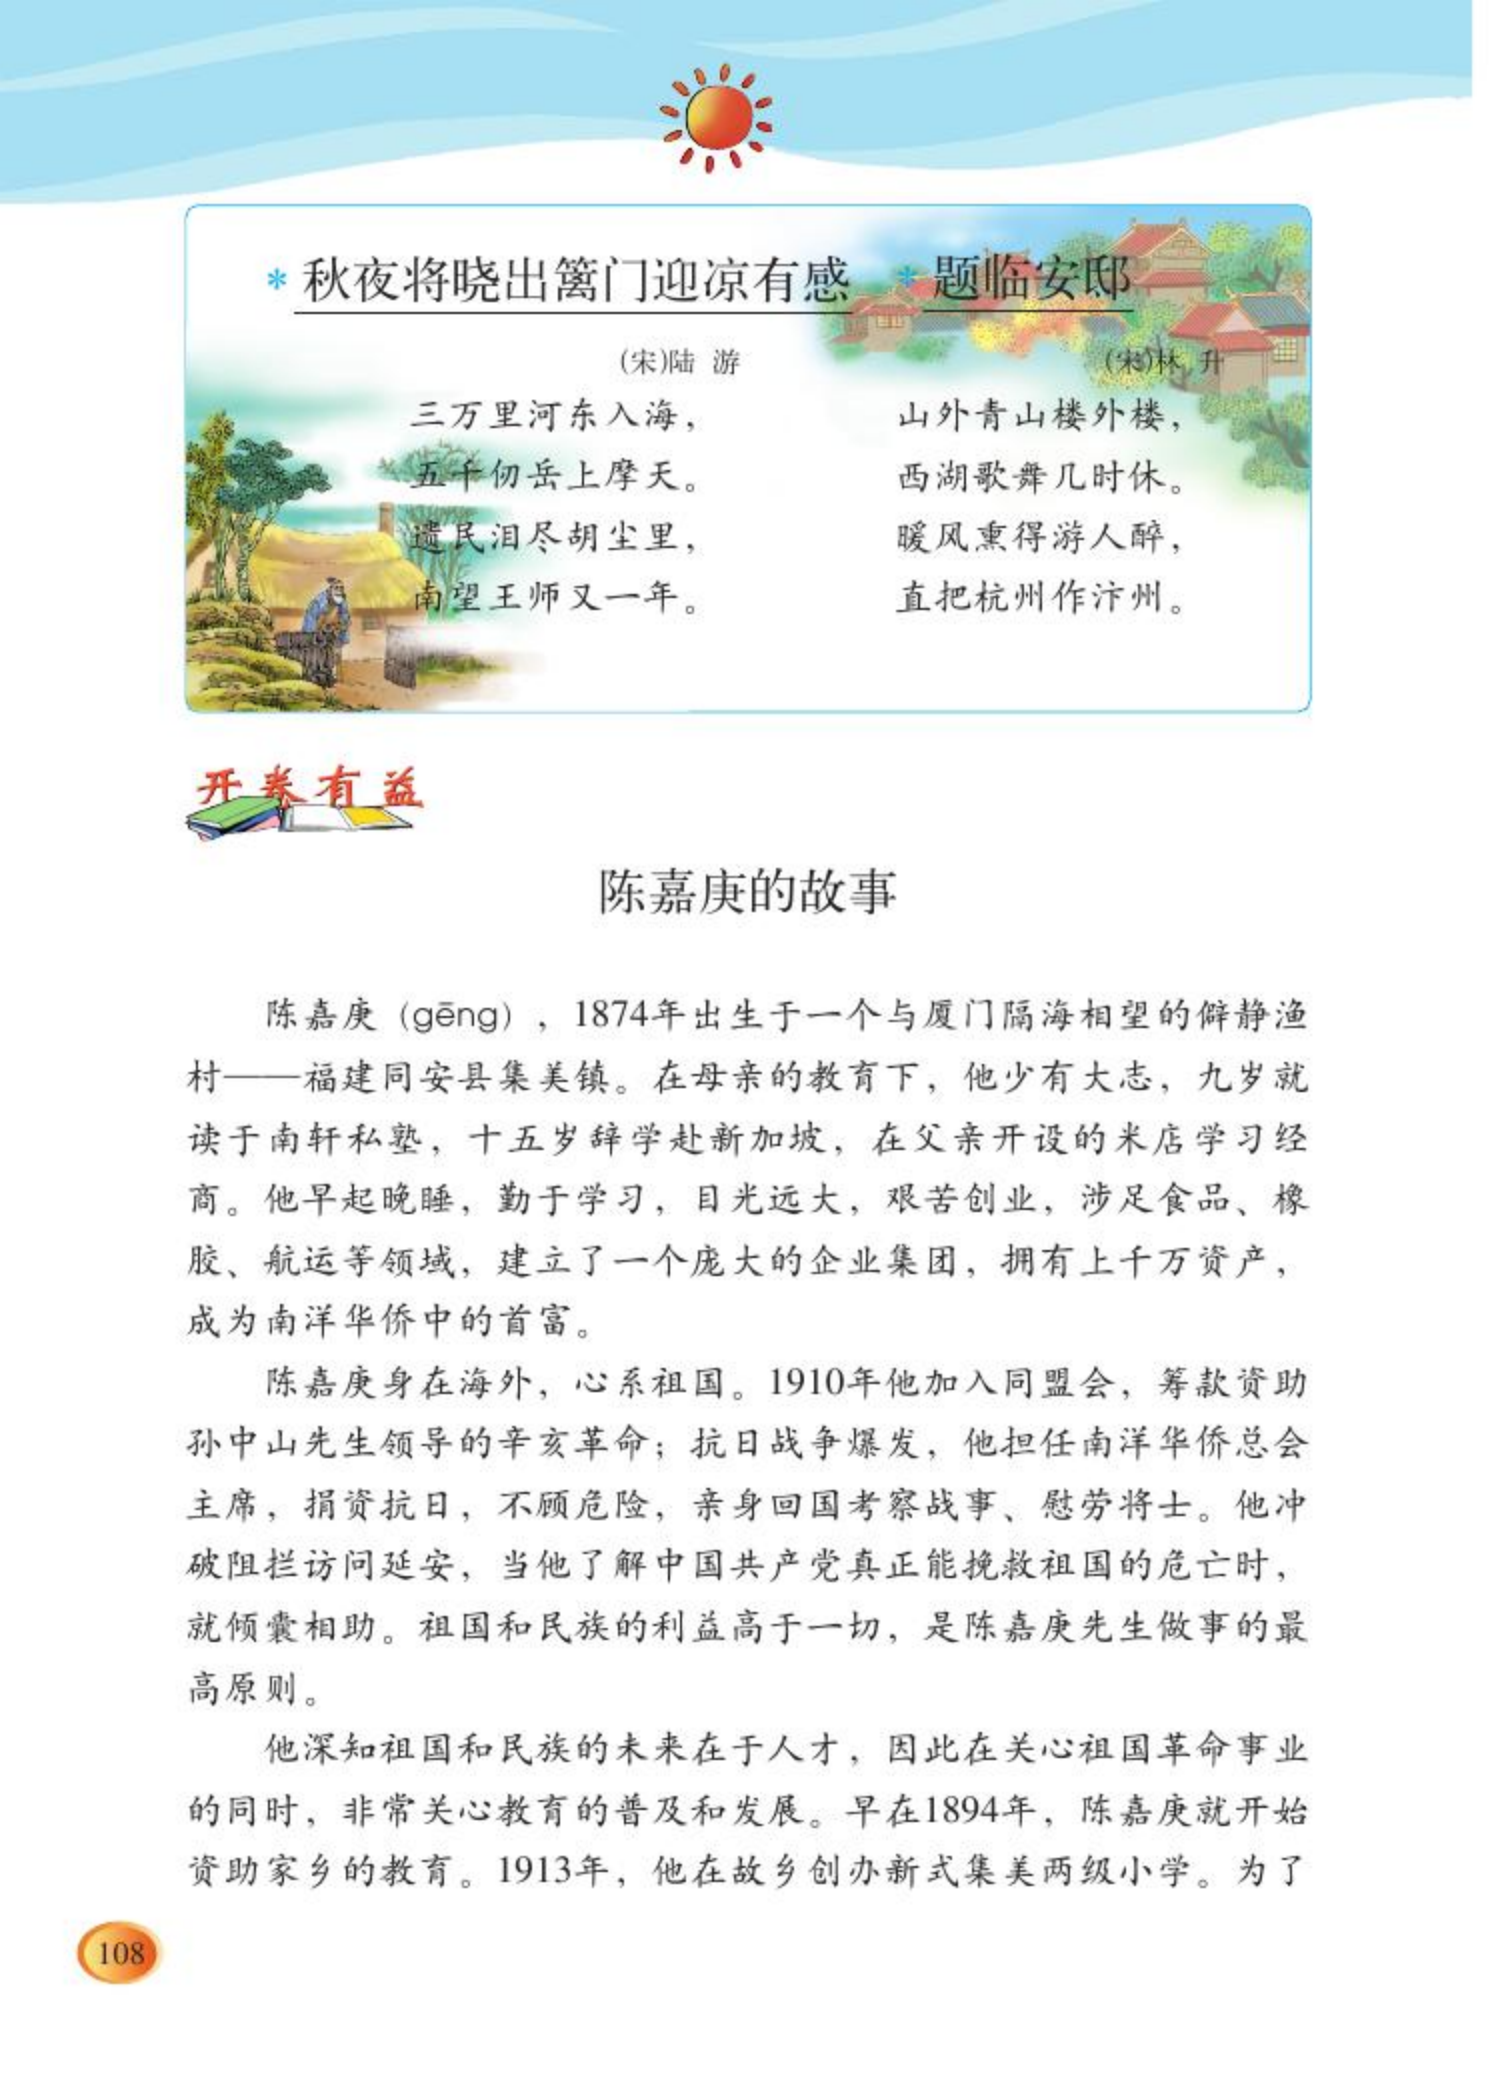 * 秋夜将晓出篱门迎凉有感
(宋)陆 游
三万里河东入海，
五千仞岳上摩天。
遗民泪尽胡尘里，
南望王师又一年。
* 题临安邸
(宋)林 升
山外青山楼外楼，
西湖歌舞几时休。
暖风熏得游人醉，
直把杭州作汴州。
开卷有益
陈嘉庚的故事
陈嘉庚（gēng），1874年出生于一个与厦门隔海相望的僻静渔
村——福建同安县集美镇。在母亲的教育下，他少有大志，九岁就
读于南轩私塾，十五岁辞学赴新加坡，在父亲开设的米店学习经
商。他早起晚睡，勤于学习，目光远大，艰苦创业，涉足食品、橡
胶、航运等领域，建立了一个庞大的企业集团，拥有上千万资产，
成为南洋华侨中的首富。
陈嘉庚身在海外，心系祖国。1910年他加入同盟会，筹款资助
孙中山先生领导的辛亥革命；抗日战争爆发，他担任南洋华侨总会
主席，捐资抗日，不顾危险，亲身回国考察战事、慰劳将士。他冲
破阻拦访问延安，当他了解中国共产党真正能挽救祖国的危亡时，
就倾囊相助。祖国和民族的利益高于一切，是陈嘉庚先生做事的最
高原则。
他深知祖国和民族的未来在于人才，因此在关心祖国革命事业
的同时，非常关心教育的普及和发展。早在1894年，陈嘉庚就开始
资助家乡的教育。1913年，他在故乡创办新式集美两级小学。为了
108